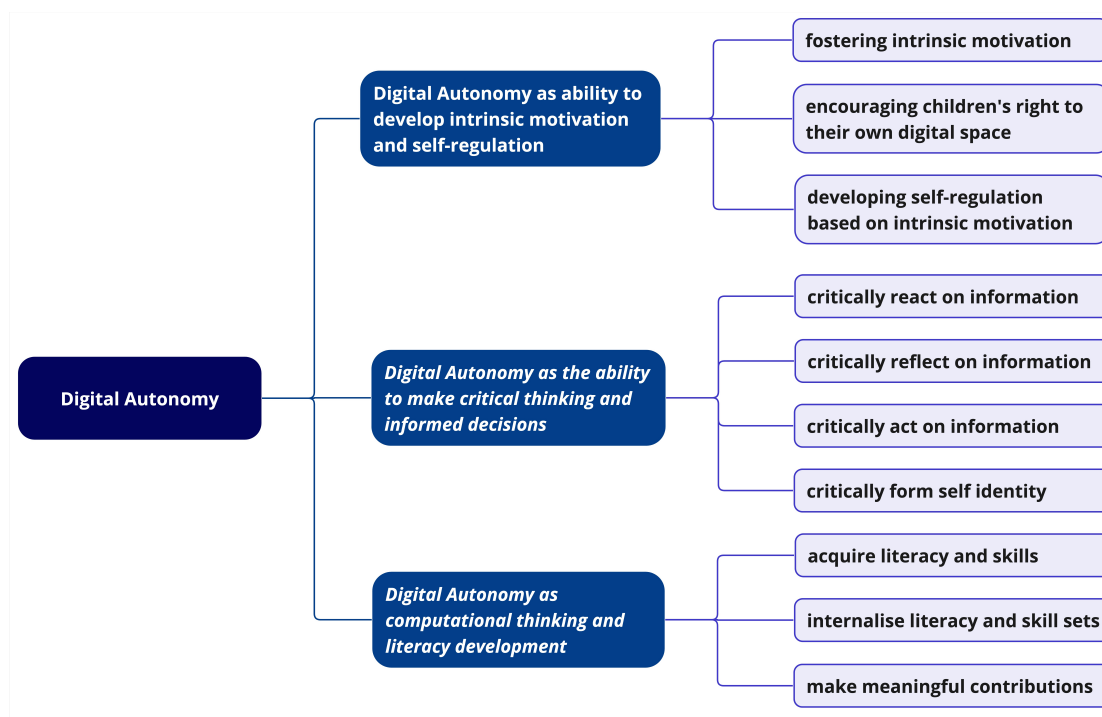 Digital Autonomy
Digital Autonomy as ability to
develop intrinsic motivation
and self-regulation
fostering intrinsic motivation
encouraging children's right to
their own digital space
developing self-regulation
based on intrinsic motivation
Digital Autonomy as the ability
to make critical thinking and
informed decisions
critically react on information
critically reflect on information
critically act on information
critically form self identity
Digital Autonomy as
computational thinking and
literacy development
acquire literacy and skills
internalise literacy and skill sets
make meaningful contributions